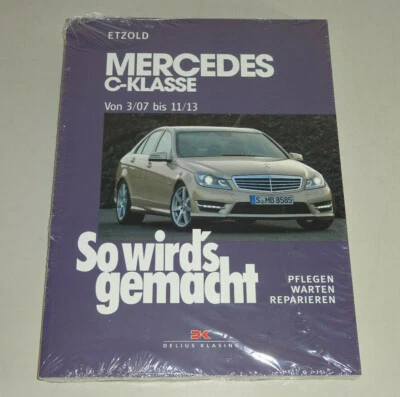 ETZOLD
MERCEDES
C-KLASSE
Von 3/07 bis 11/13
S·MB 8585
So wird's
gemacht
PFLEGEN
WARTEN
REPARIEREN
DELIUS KLASING